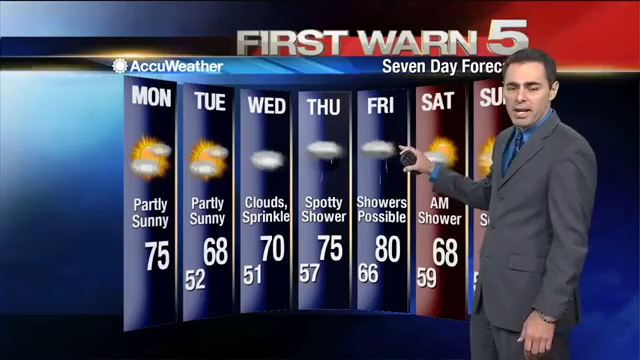 FIRST WARN 5
AccuWeather
Seven Day
MON
TUE
WED
THU
FRI
SAT
Partly
Sunny
Partly
Sunny
Clouds,
Sprinkle
Spotty
Shower
Showers
Possible
AM
Shower
75
68
70
75
80
68
52
51
57
66
59